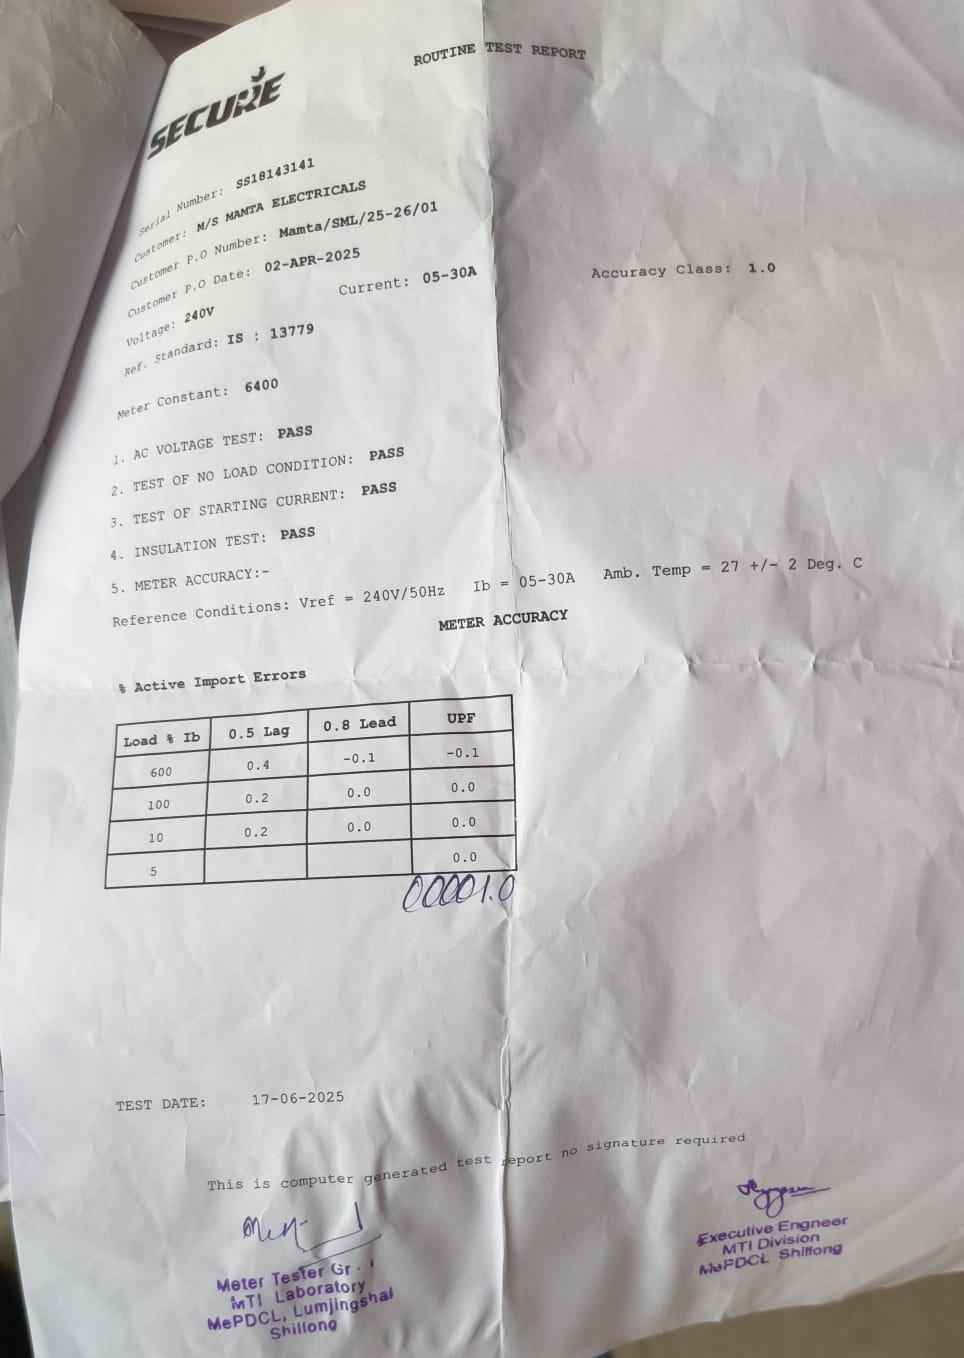 ROUTINE TEST REPORT
SECURE
Serial Number: SS18143141
Customer: M/S MAMTA ELECTRICALS
Customer P.O Number: Mamta/SML/25-26/01
Customer P.O Date: 02-APR-2025
Voltage: 240V Current: 05-30A Accuracy Class: 1.0
Ref. Standard: IS : 13779
Meter Constant: 6400
1. AC VOLTAGE TEST: PASS
2. TEST OF NO LOAD CONDITION: PASS
3. TEST OF STARTING CURRENT: PASS
4. INSULATION TEST: PASS
5. METER ACCURACY:-
Reference Conditions: Vref = 240V/50Hz Ib = 05-30A Amb. Temp = 27 +/- 2 Deg. C
METER ACCURACY
% Active Import Errors
Load % Ib 0.5 Lag 0.8 Lead UPF
600 0.4 -0.1 -0.1
100 0.2 0.0 0.0
10 0.2 0.0 0.0
5 0.0
00001.0
TEST DATE: 17-06-2025
This is computer generated test report no signature required
Meter Tester Gr. I
MTI Laboratory
MePDCL, Lumjingshai
Shillong
Executive Engneer
MTI Division
MePDCL Shillong